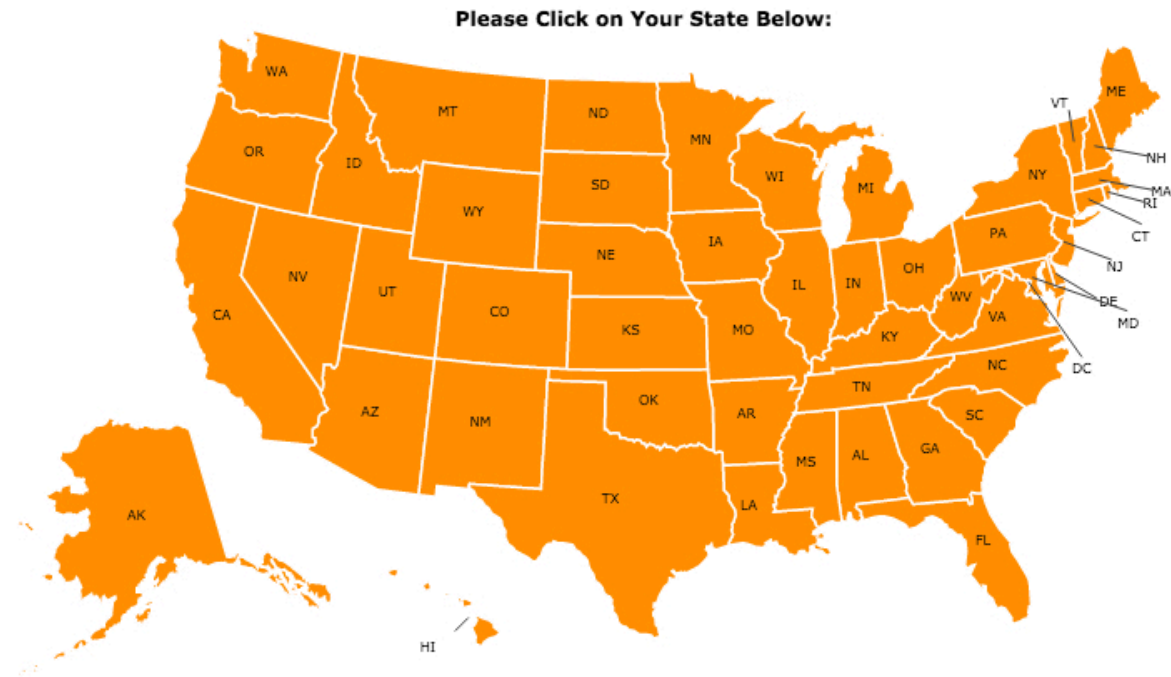 Please Click on Your State Below:
WA
ME
VT
MT
ND
MN
OR
NH
ID
WI
NY
SD
MI
MA
RI
WY
PA
CT
IA
NE
NJ
OH
NV
IL
IN
UT
WV
DE
CO
CA
VA
MD
KS
MO
KY
NC
DC
TN
OK
AZ
AR
SC
NM
GA
AL
MS
TX
LA
AK
FL
HI